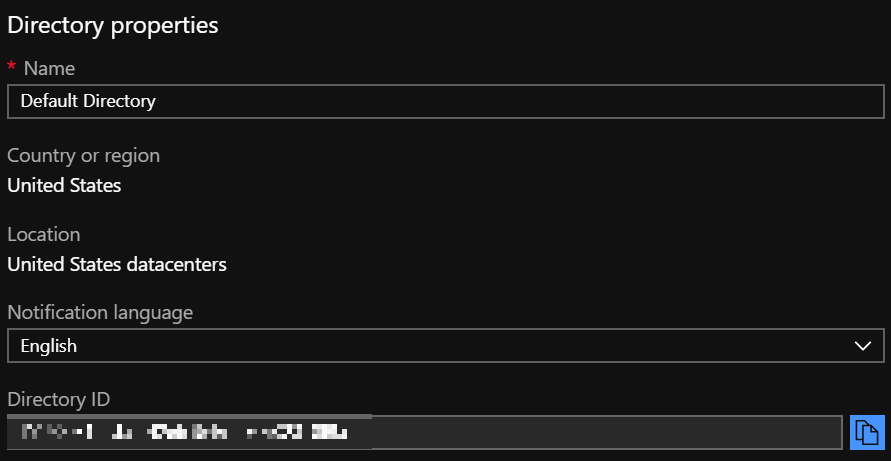 Directory properties
* Name
Default Directory
Country or region
United States
Location
United States datacenters
Notification language
English
Directory ID